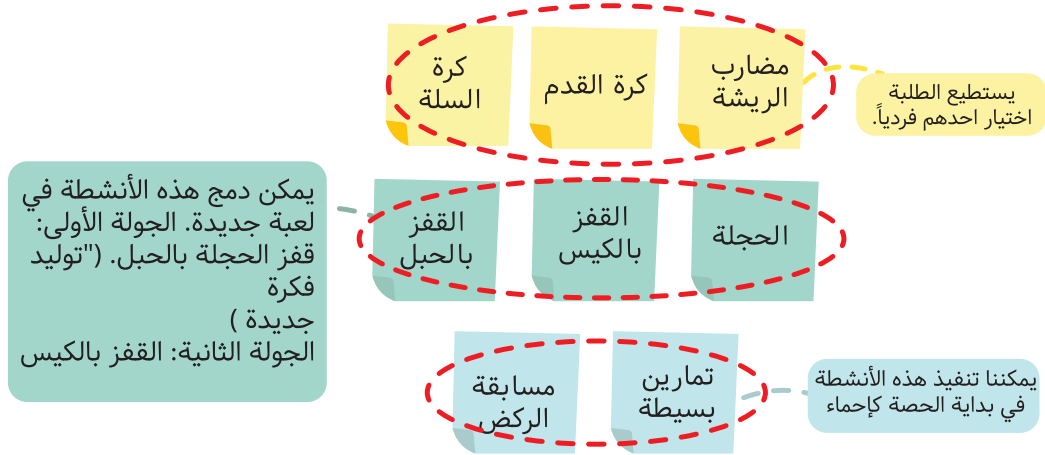 مضارب
الريشة
كرة القدم
كرة
السلة
يستطيع الطلبة
اختيار احدهم فردياً.
الحجلة
القفز
بالكيس
القفز
بالحبل
يمكن دمج هذه الأنشطة في
لعبة جديدة. الجولة الأولى:
قفز الحجلة بالحبل. ("توليد
فكرة
جديدة )
الجولة الثانية: القفز بالكيس
تمارين
بسيطة
مسابقة
الركض
يمكننا تنفيذ هذه الأنشطة
في بداية الحصة كإحماء